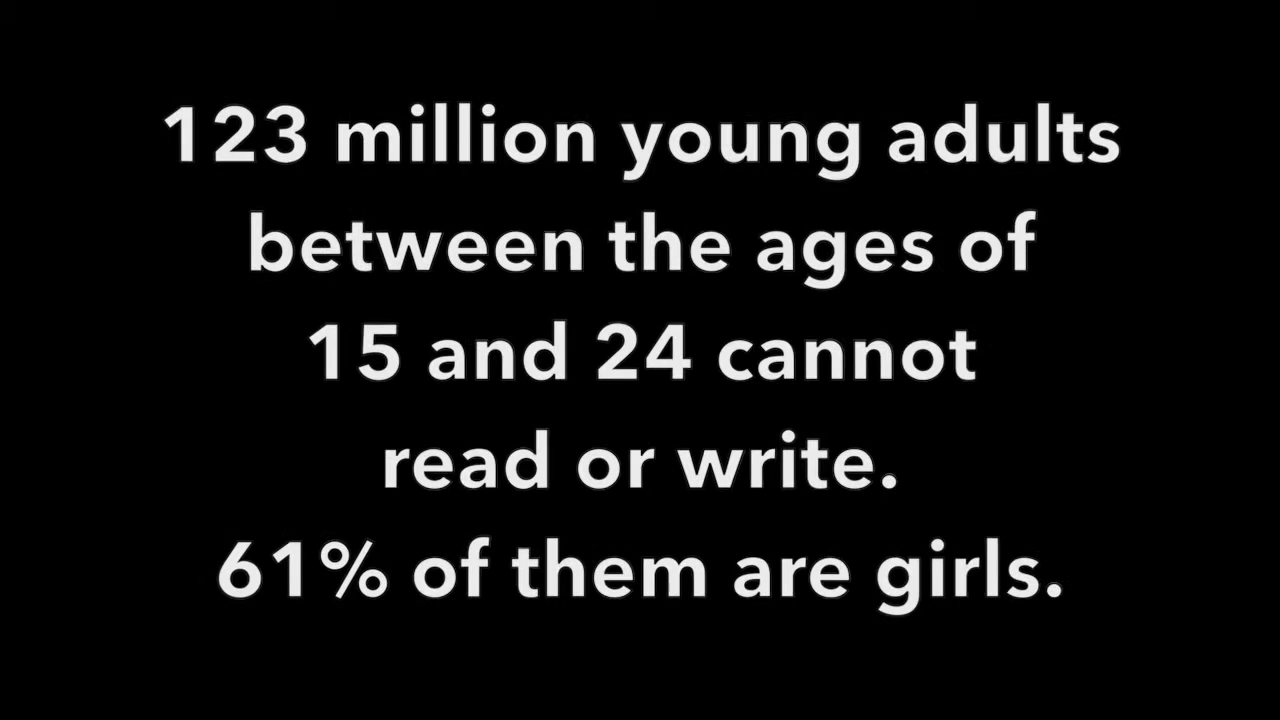 123 million young adults
between the ages of
15 and 24 cannot
read or write.
61% of them are girls.